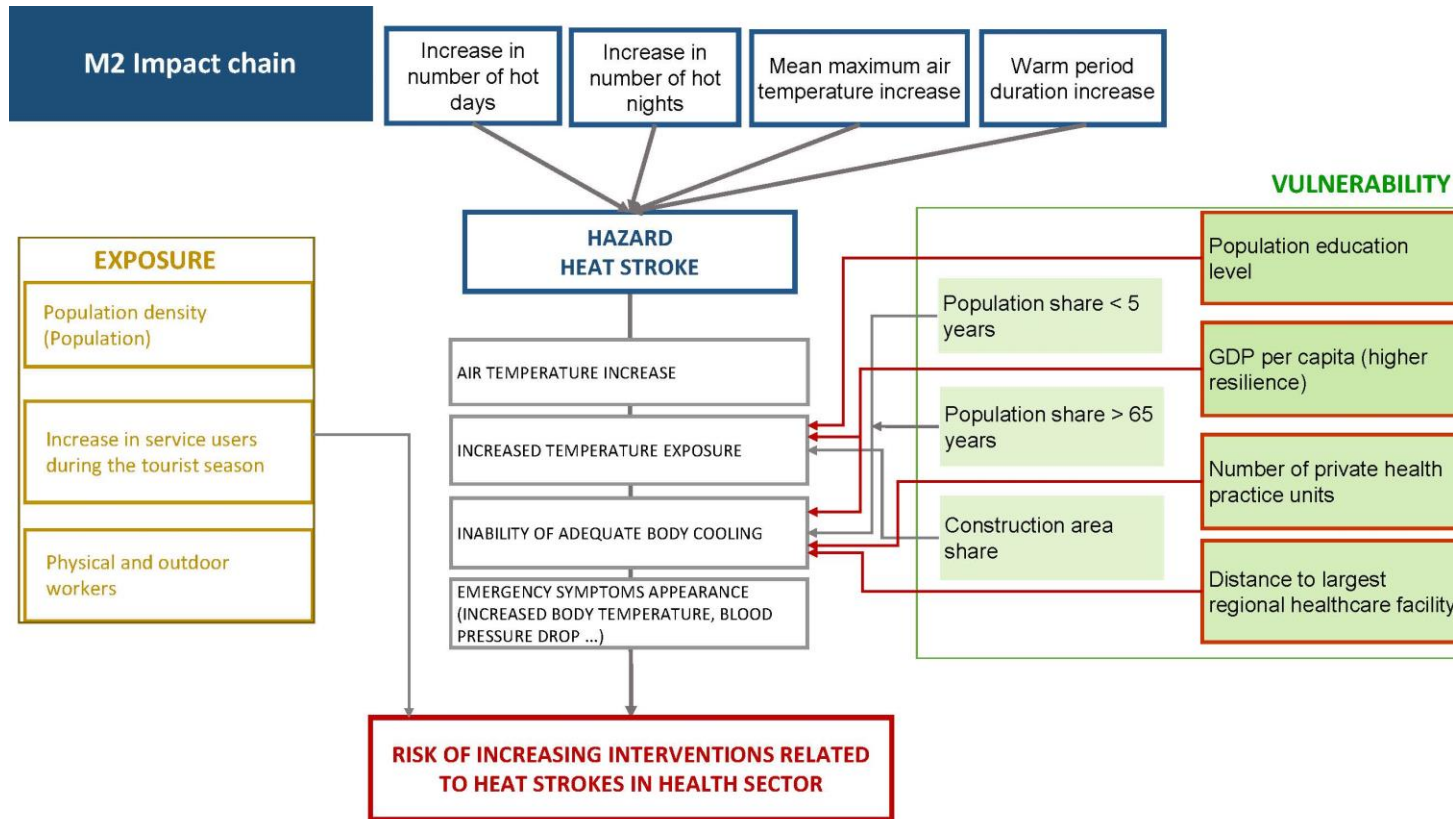 M2 Impact chain
Increase in
number of hot
days
Increase in
number of hot
nights
Mean maximum air
temperature increase
Warm period
duration increase
VULNERABILITY
HAZARD
HEAT STROKE
EXPOSURE
Population density
(Population)
Increase in service users
during the tourist season
Physical and outdoor
workers
AIR TEMPERATURE INCREASE
INCREASED TEMPERATURE EXPOSURE
INABILITY OF ADEQUATE BODY COOLING
EMERGENCY SYMPTOMS APPEARANCE
(INCREASED BODY TEMPERATURE, BLOOD
PRESSURE DROP ...)
Population share < 5
years
Population share > 65
years
Construction area
share
Population education
level
GDP per capita (higher
resilience)
Number of private health
practice units
Distance to largest
regional healthcare facility
RISK OF INCREASING INTERVENTIONS RELATED
TO HEAT STROKES IN HEALTH SECTOR